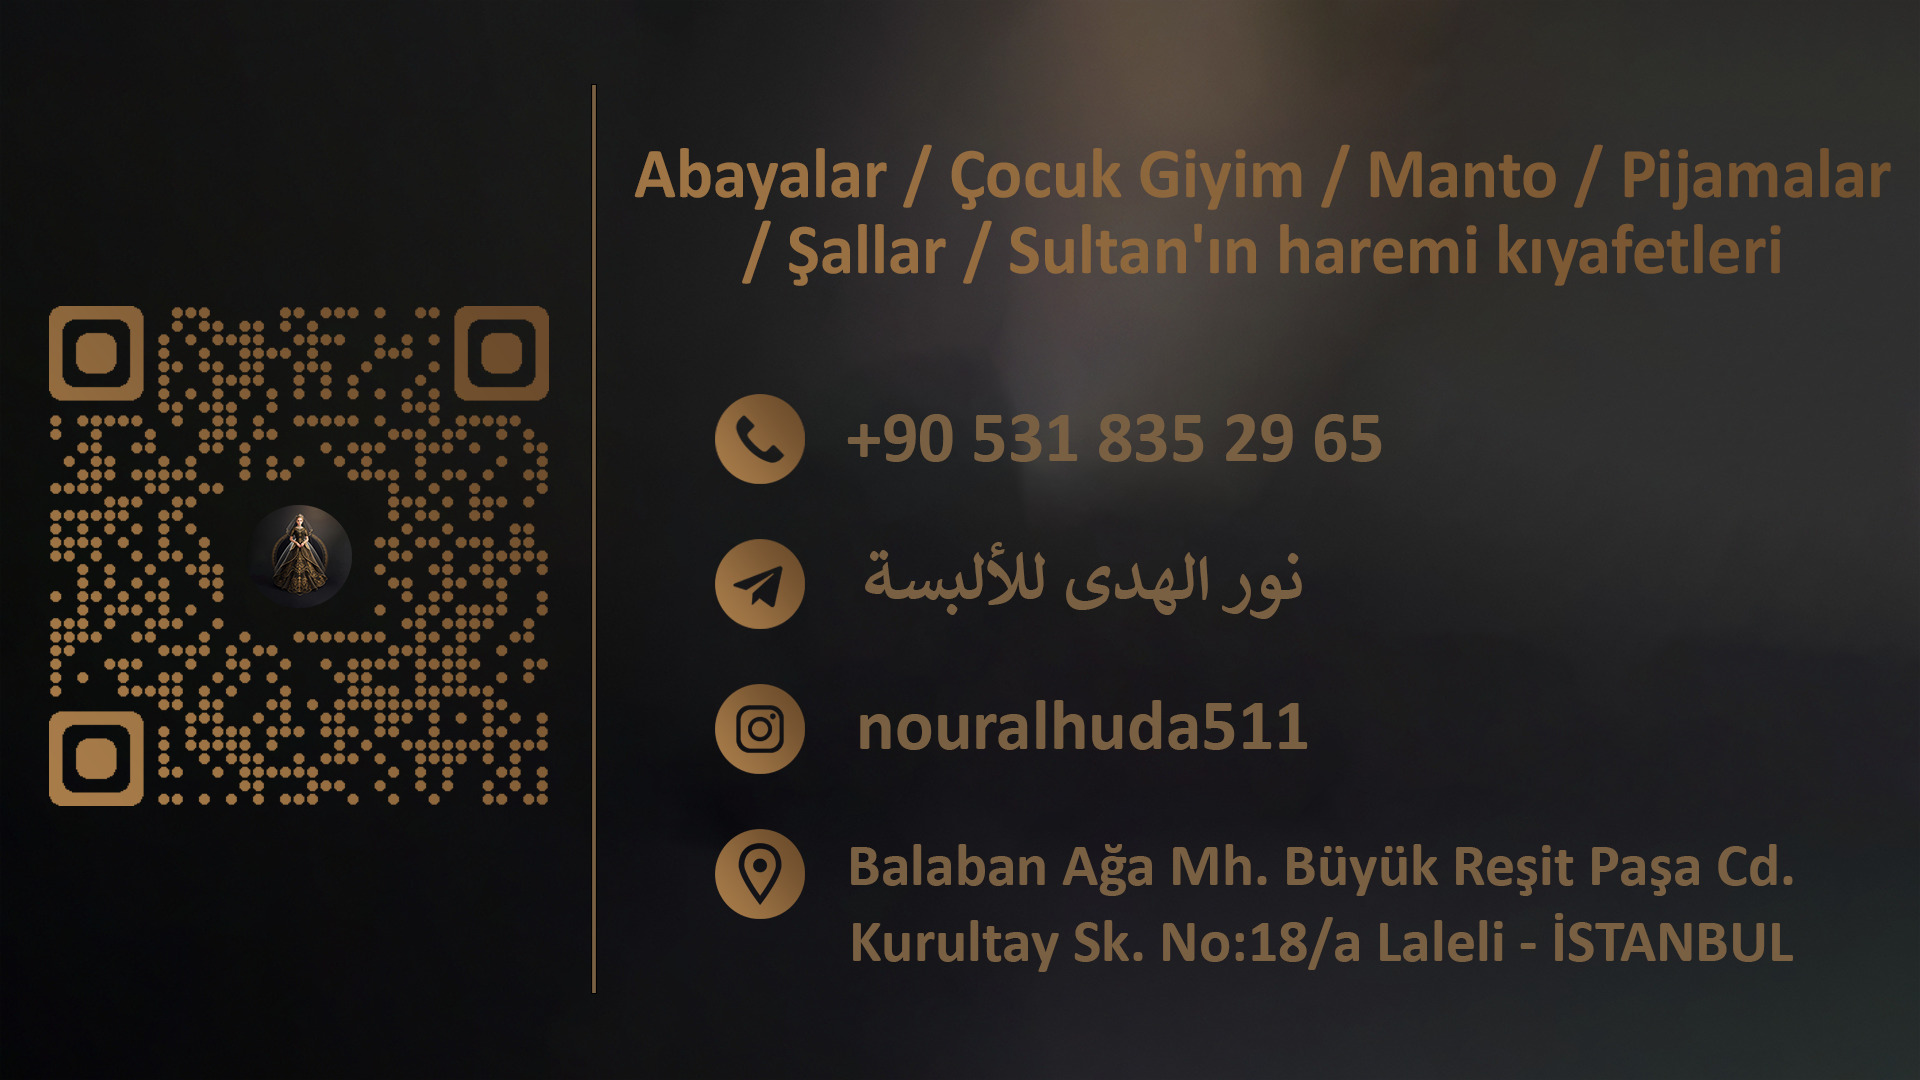 Abayalar / Çocuk Giyim / Manto / Pijamalar
/ Şallar / Sultan'ın haremi kıyafetleri
+90 531 835 29 65
نور الهدى للألبسة
nouralhuda511
Balaban Ağa Mh. Büyük Reşit Paşa Cd.
Kurultay Sk. No:18/a Laleli - İSTANBUL